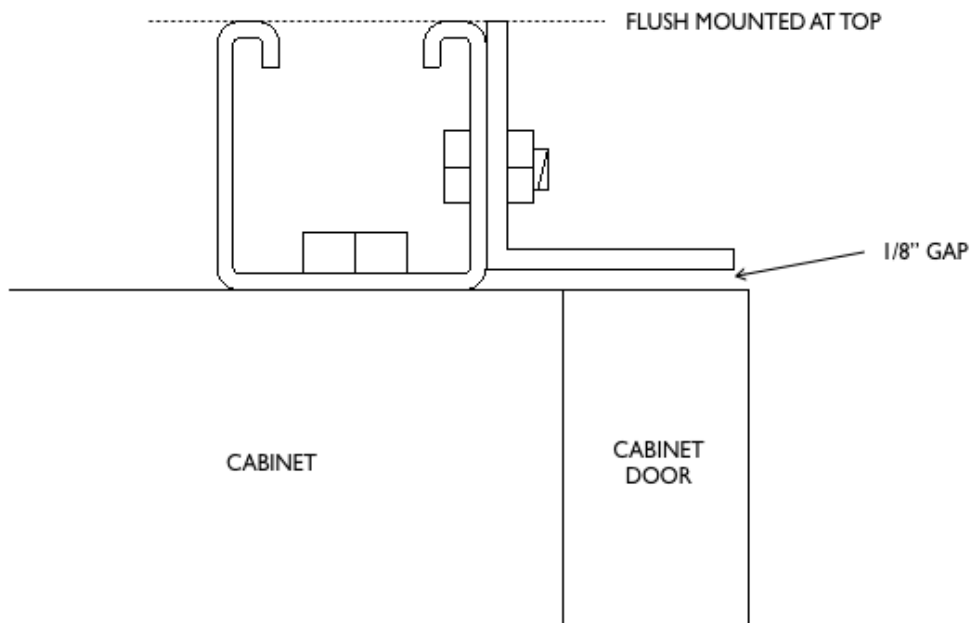 FLUSH MOUNTED AT TOP
1/8” GAP
CABINET
CABINET
DOOR